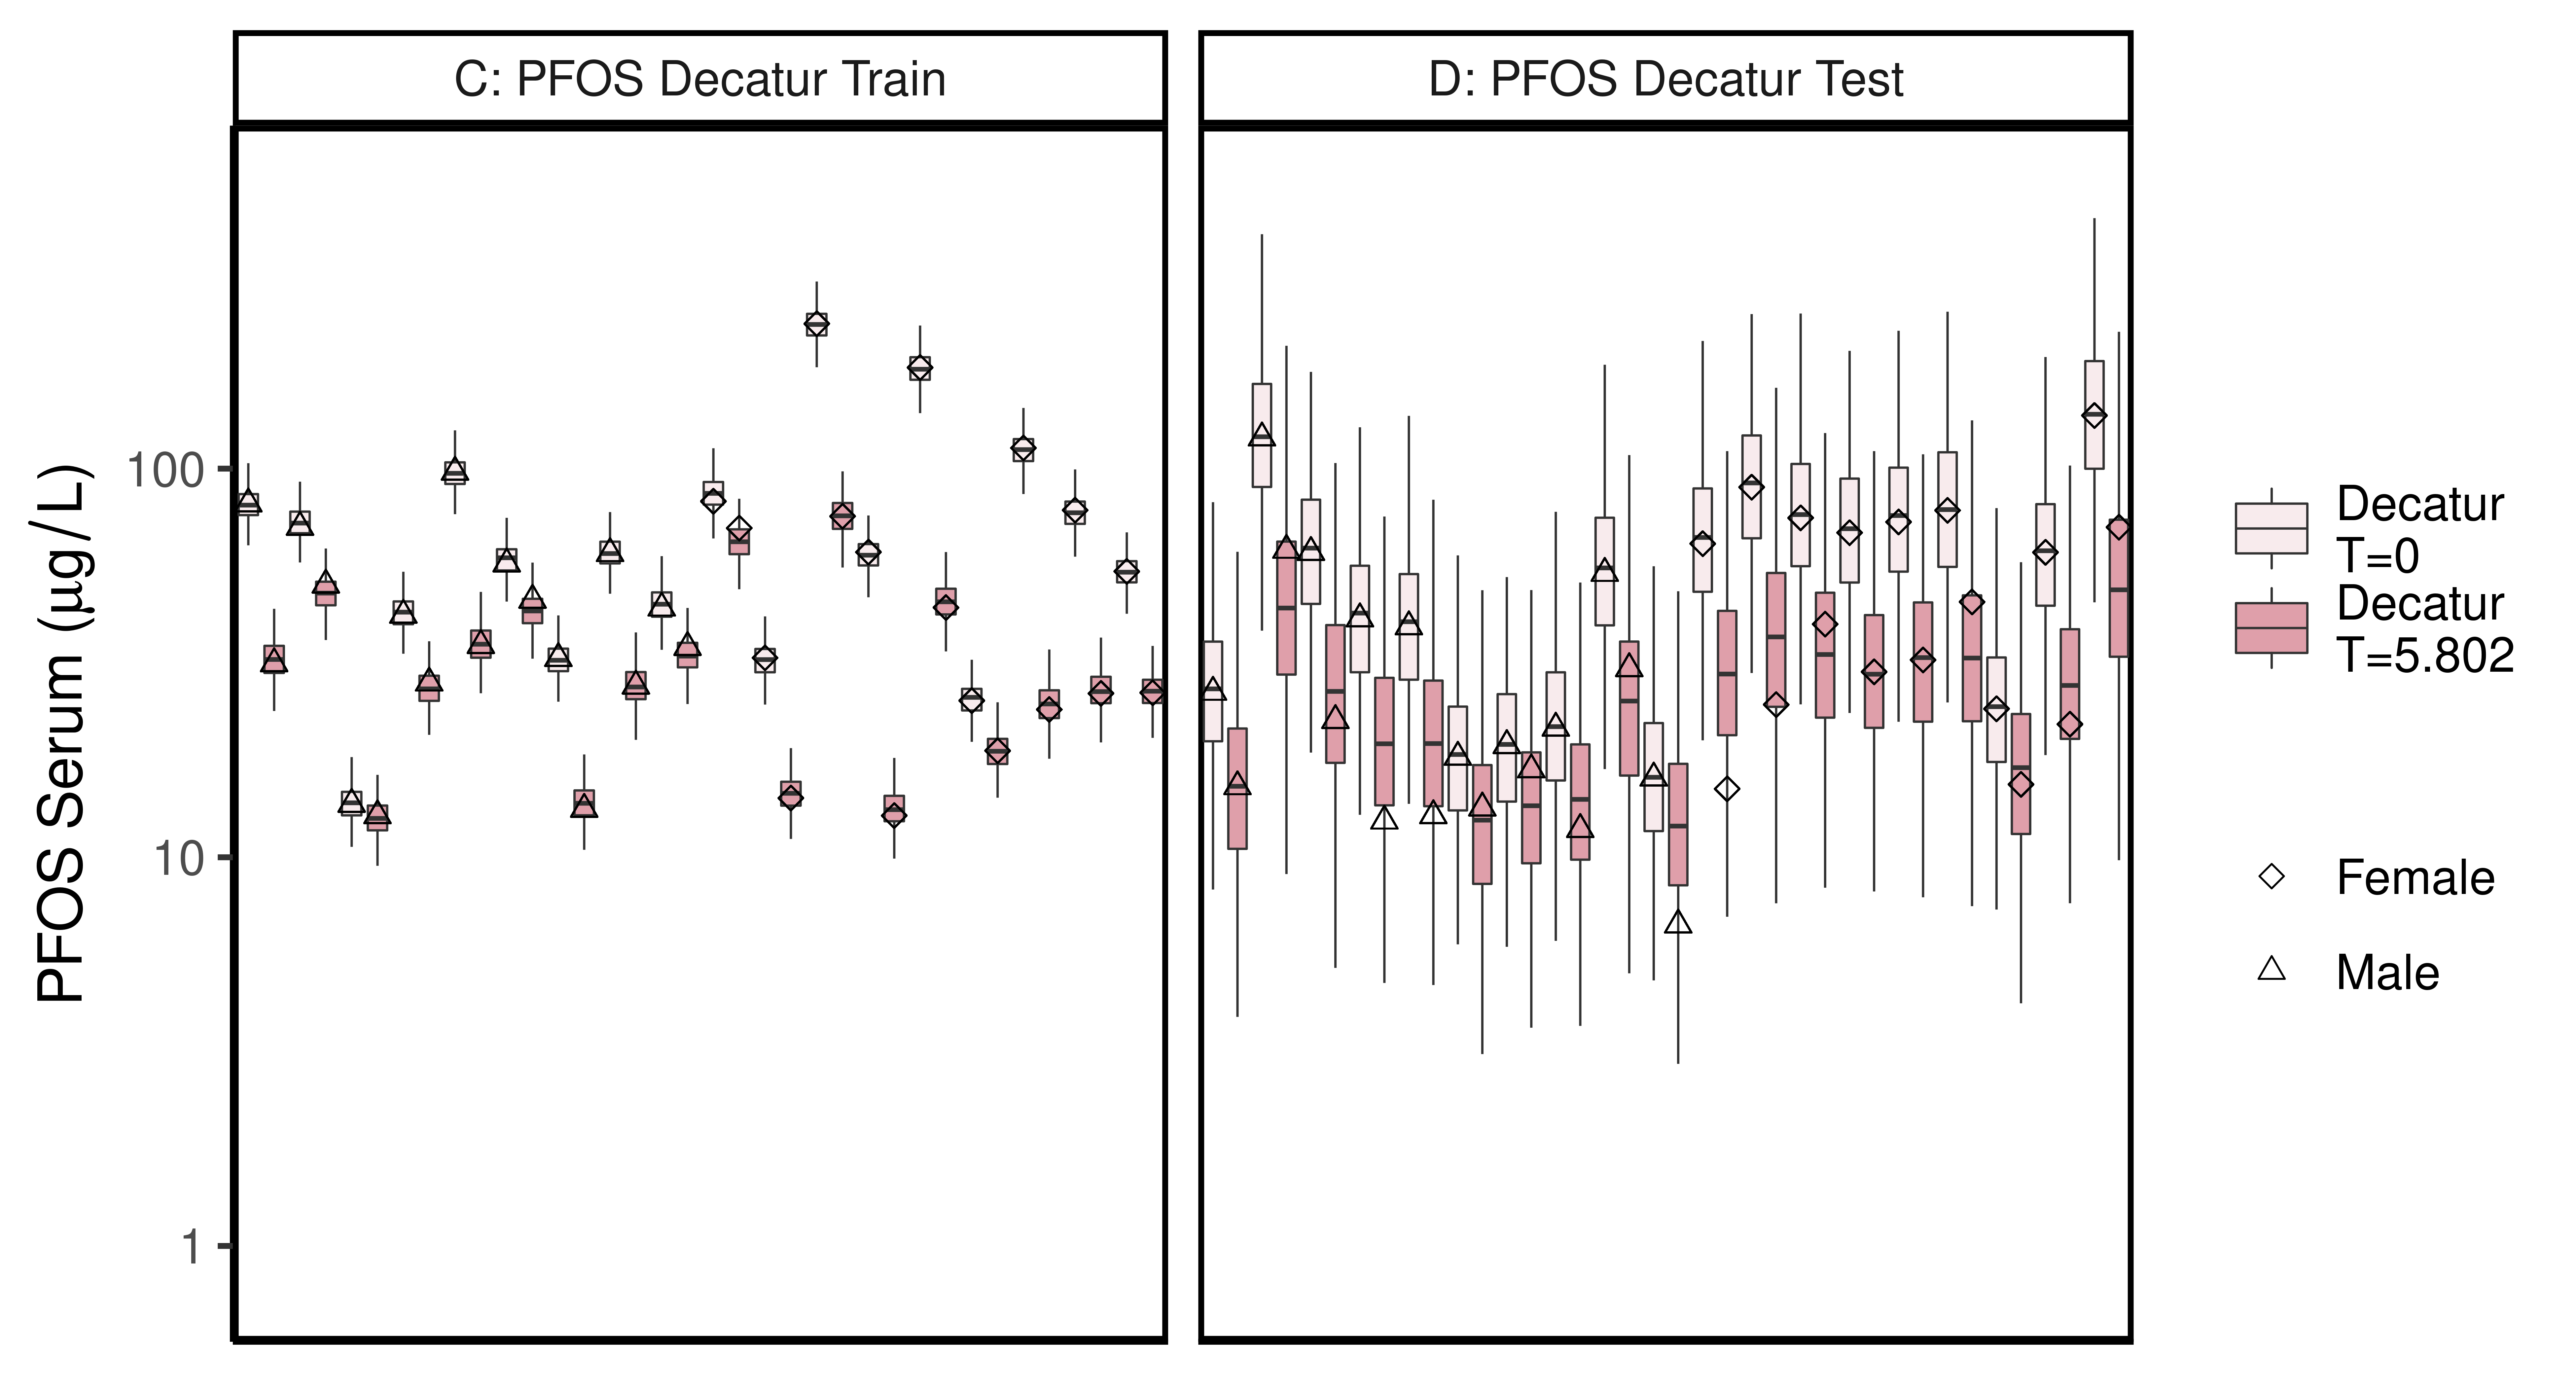 C: PFOS Decatur Train
D: PFOS Decatur Test
PFOS Serum (µg/L)
100
10
1
Decatur
T=0
Decatur
T=5.802
Female
Male